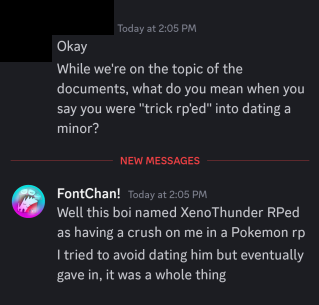 Today at 2:05 PM
Okay
While we're on the topic of the
documents, what do you mean when you
say you were "trick rp'ed" into dating a
minor?
NEW MESSAGES
FontChan! Today at 2:05 PM
Well this boi named XenoThunder RPed
as having a crush on me in a Pokemon rp
I tried to avoid dating him but eventually
gave in, it was a whole thing